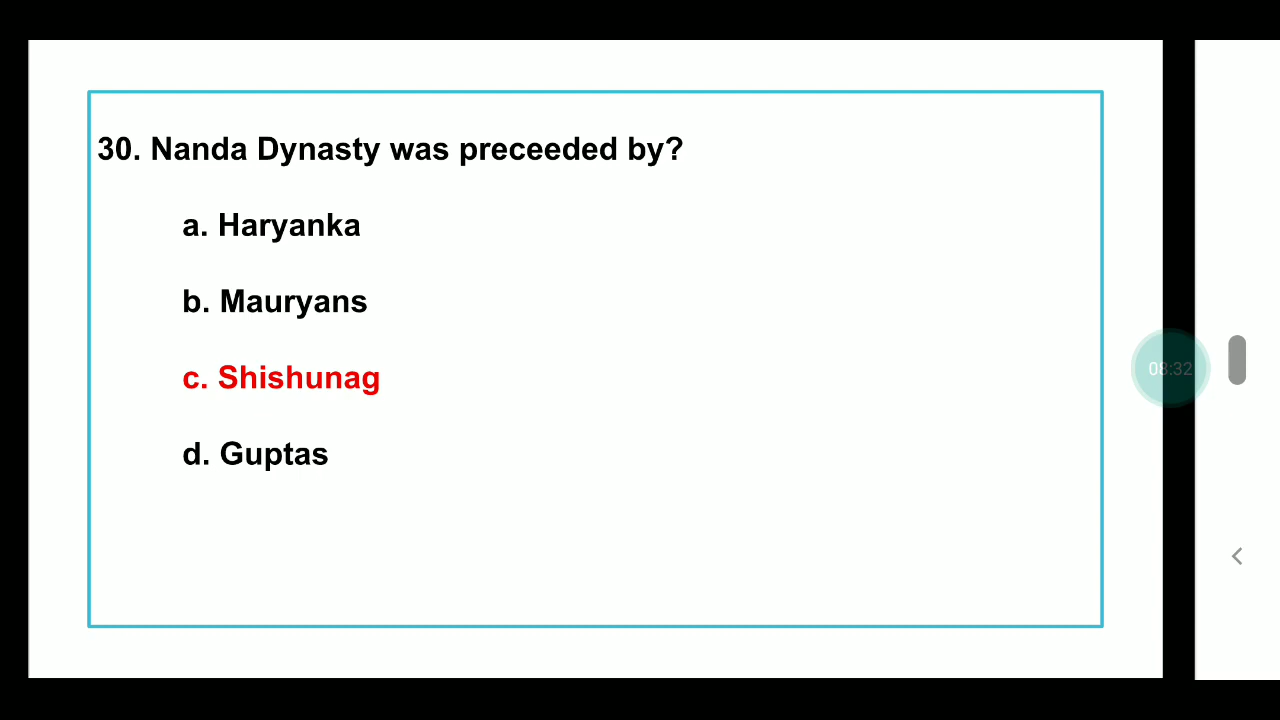 30. Nanda Dynasty was preceeded by?
a. Haryanka
b. Mauryans
c. Shishunag
d. Guptas
08:32